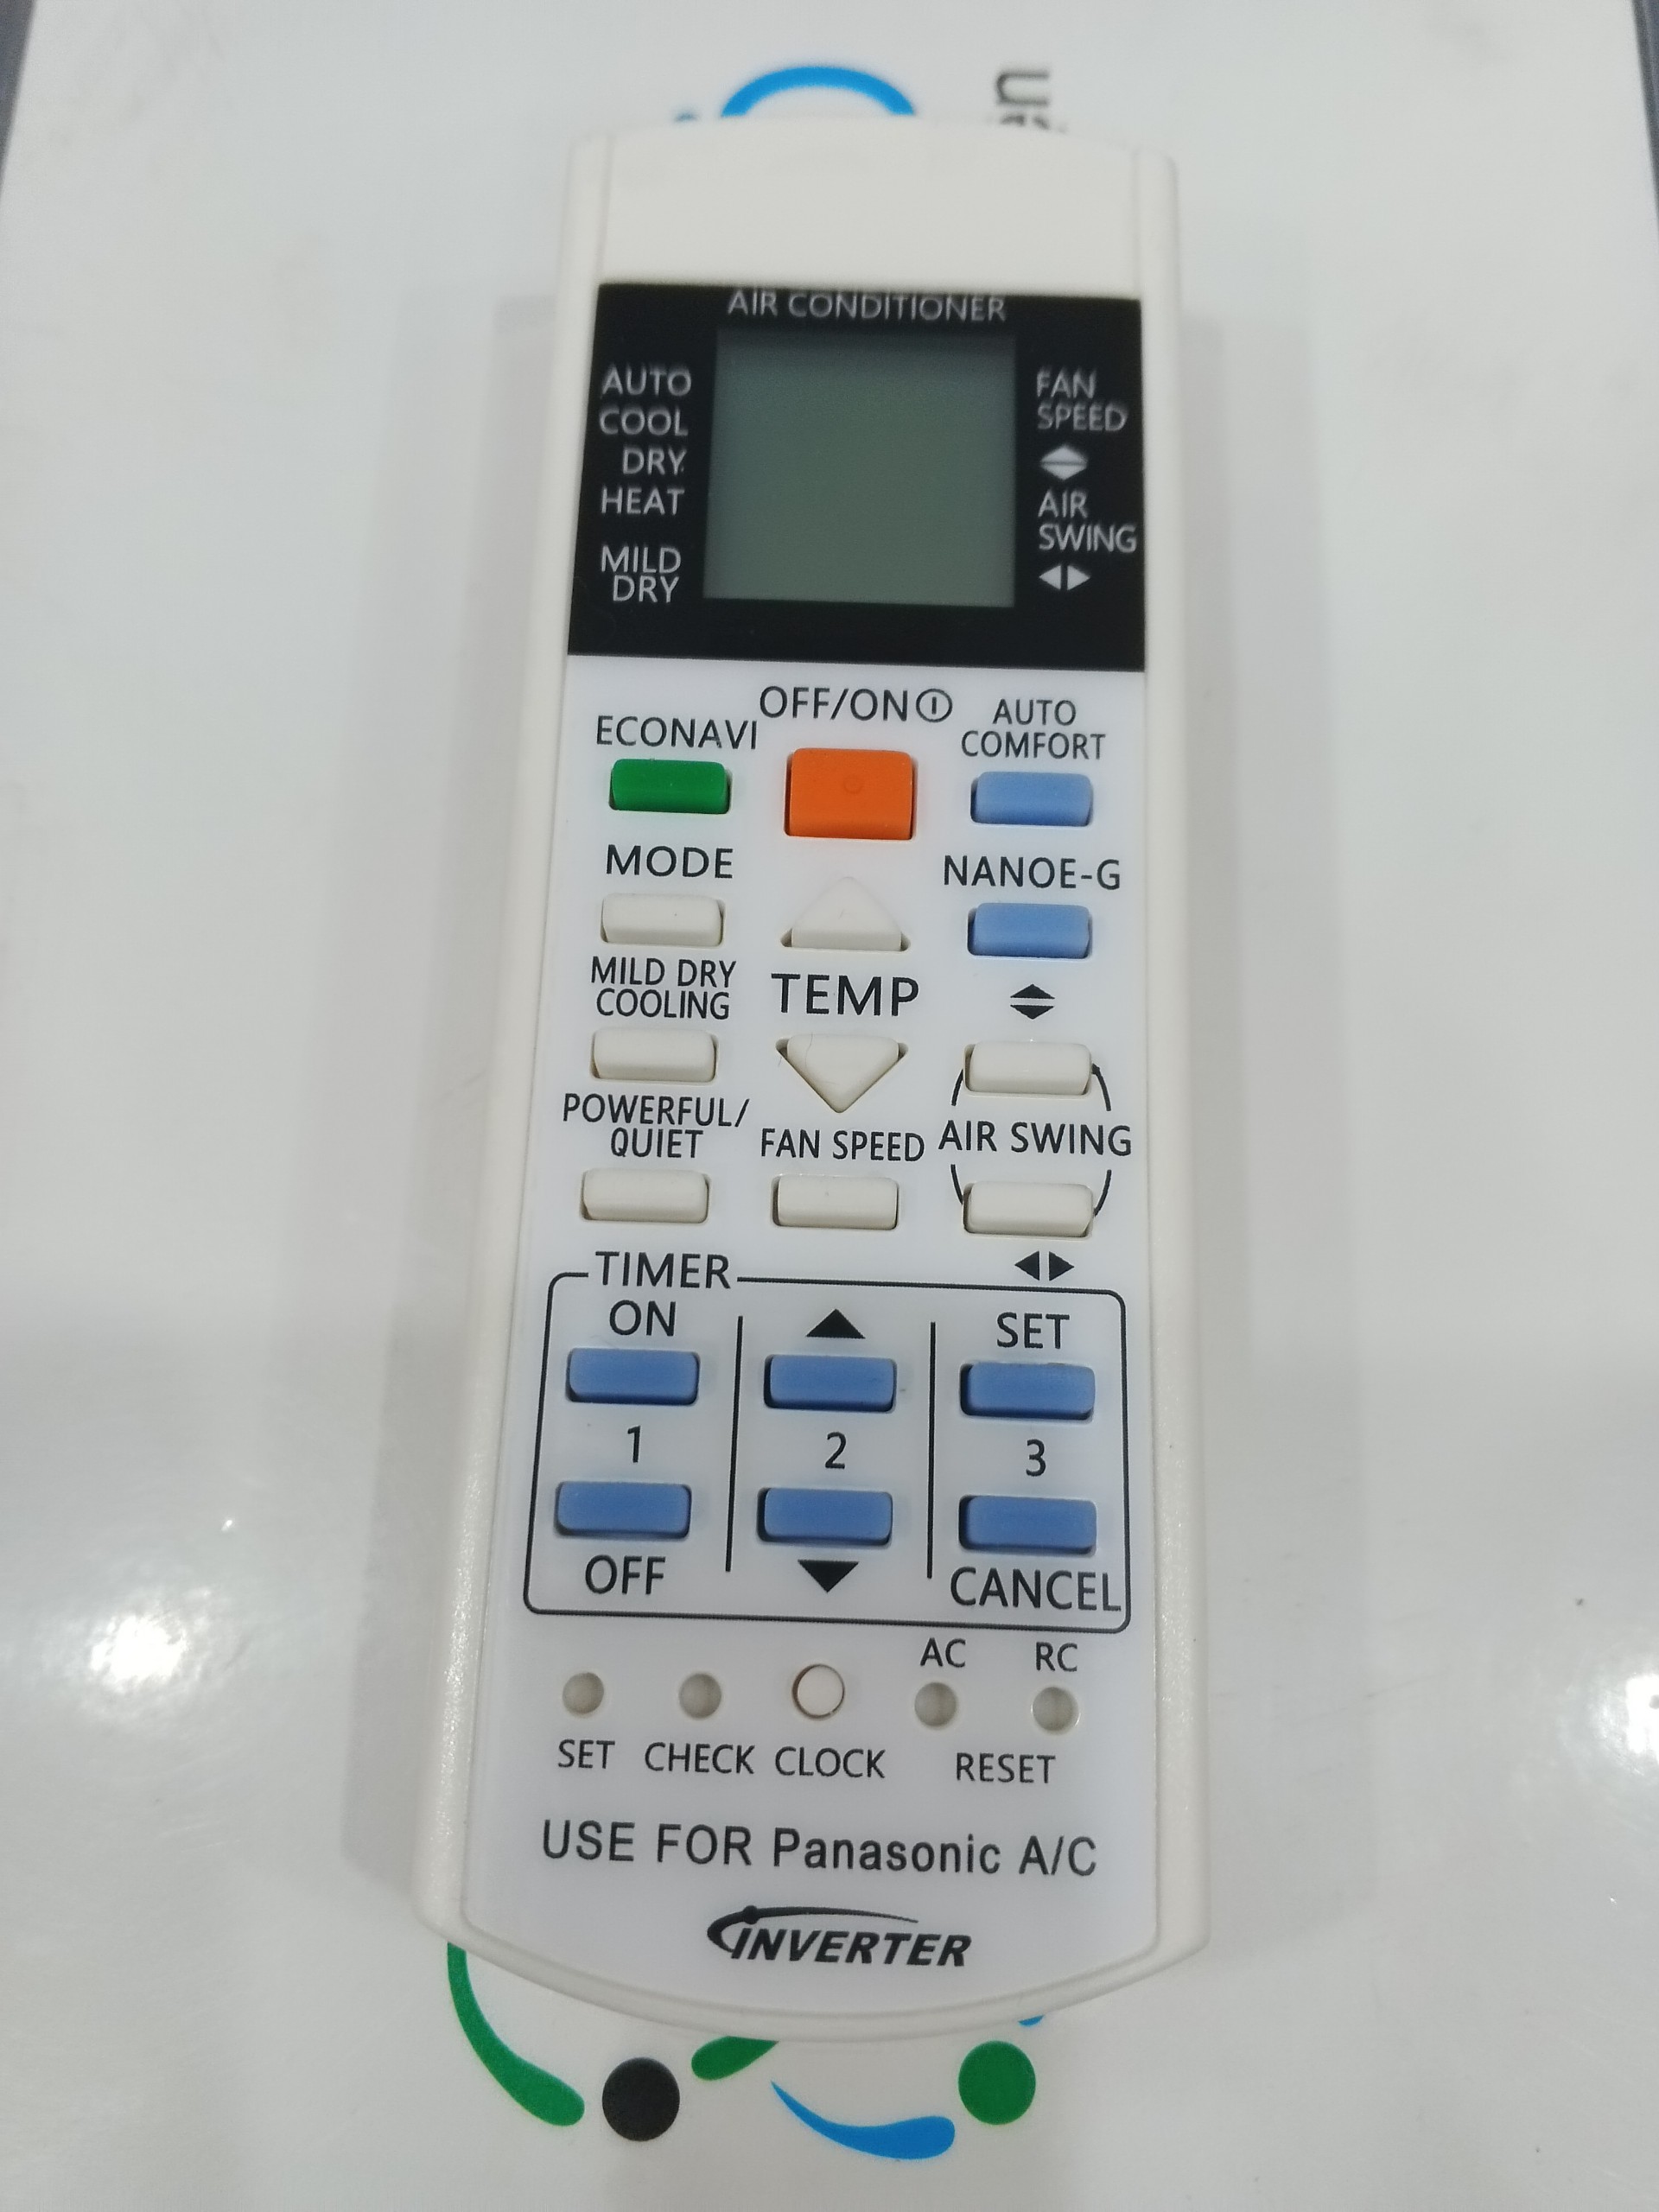 AIR CONDITIONER
AUTO
COOL
DRY
HEAT
MILD
DRY
FAN
SPEED
AIR
SWING
OFF/ON
ECONAVI
AUTO
COMFORT
MODE
NANOE-G
MILD DRY
COOLING
TEMP
POWERFUL/
QUIET
FAN SPEED
AIR SWING
TIMER
ON
SET
1
2
3
OFF
CANCEL
AC
RC
SET
CHECK
CLOCK
RESET
USE FOR Panasonic A/C
INVERTER